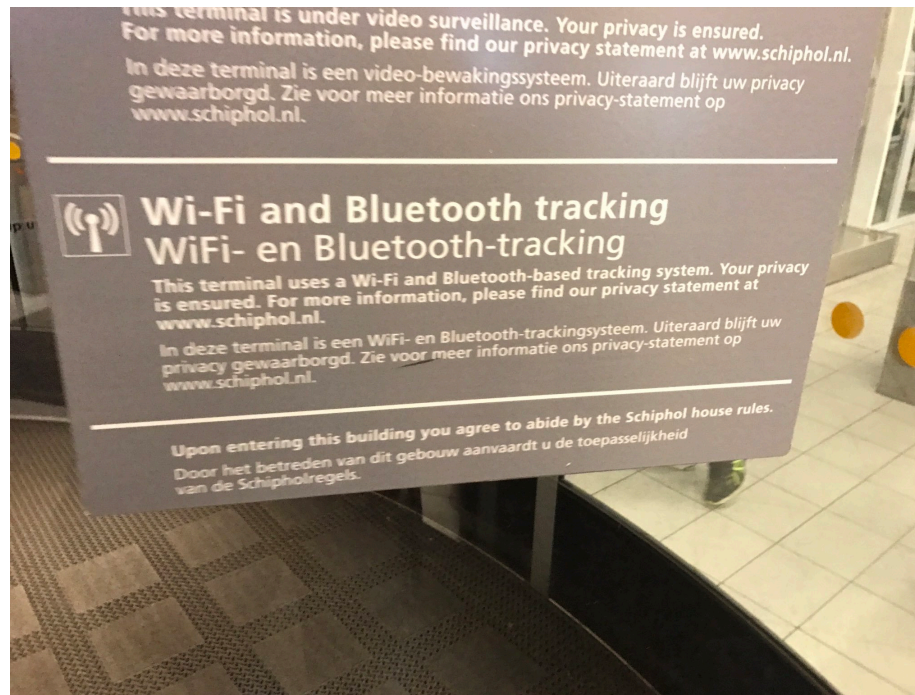 This terminal is under video surveillance. Your privacy is ensured.
For more information, please find our privacy statement at www.schiphol.nl.
In deze terminal is een video-bewakingssysteem. Uiteraard blijft uw privacy
gewaarborgd. Zie voor meer informatie ons privacy-statement op
www.schiphol.nl.
Wi-Fi and Bluetooth tracking
WiFi- en Bluetooth-tracking
This terminal uses a Wi-Fi and Bluetooth-based tracking system. Your privacy
is ensured. For more information, please find our privacy statement at
www.schiphol.nl.
In deze terminal is een WiFi- en Bluetooth-trackingsysteem. Uiteraard blijft uw
privacy gewaarborgd. Zie voor meer informatie ons privacy-statement op
www.schiphol.nl.
Upon entering this building you agree to abide by the Schiphol house rules.
Door het betreden van dit gebouw aanvaardt u de toepasselijkheid
van de Schipholregels.